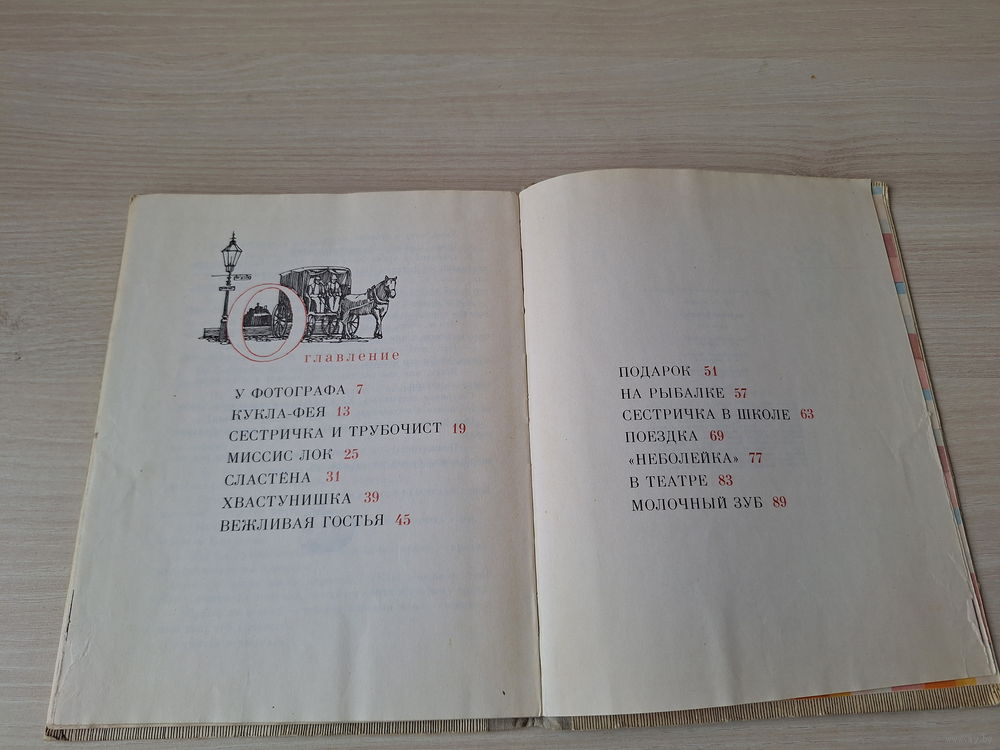 Оглавление
У ФОТОГРАФА 7
КУКЛА-ФЕЯ 13
СЕСТРИЧКА И ТРУБОЧИСТ 19
МИССИС ЛОК 25
СЛАСТЁНА 31
ХВАСТУНИШКА 39
ВЕЖЛИВАЯ ГОСТЬЯ 45
ПОДАРОК 51
НА РЫБАЛКЕ 57
СЕСТРИЧКА В ШКОЛЕ 63
ПОЕЗДКА 69
«НЕБОЛЕЙКА» 77
В ТЕАТРЕ 83
МОЛОЧНЫЙ ЗУБ 89